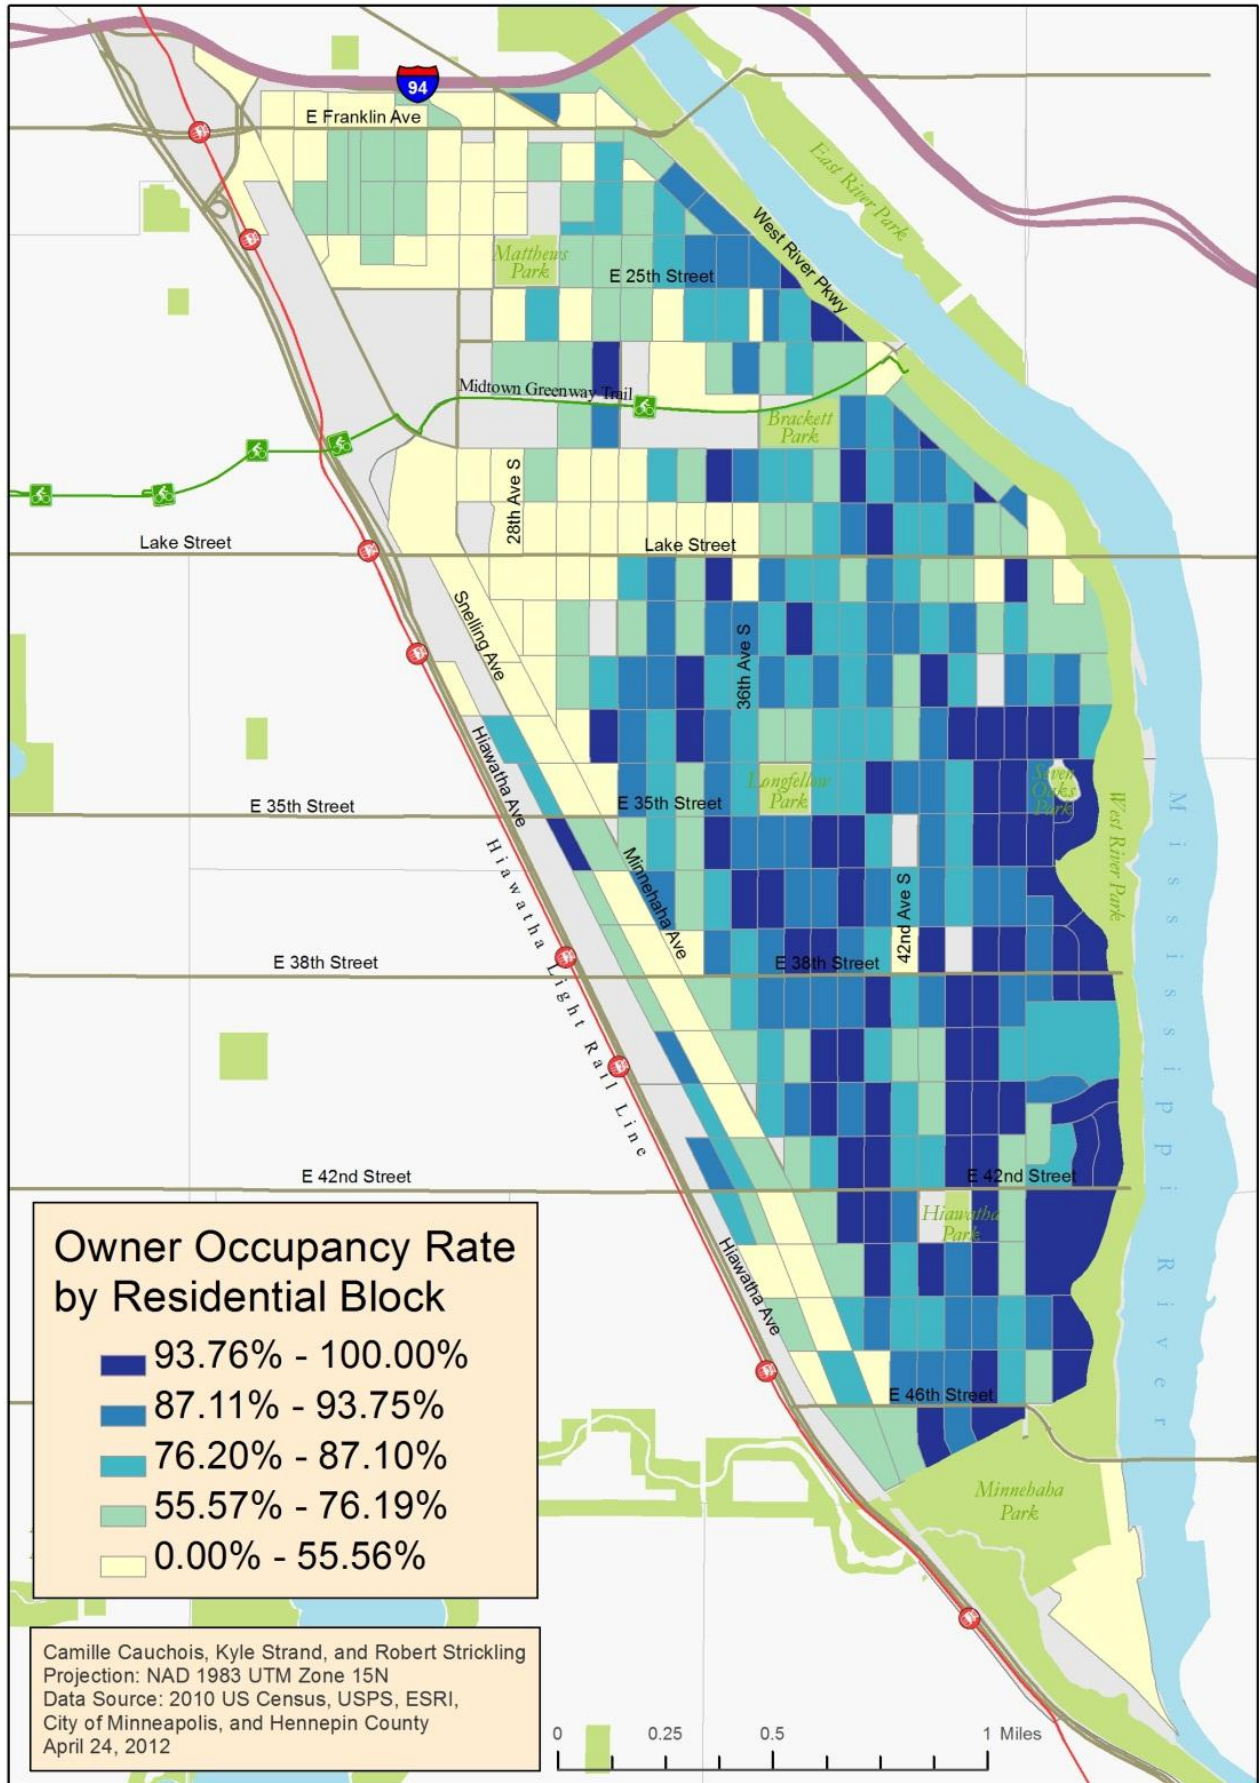 94
E Franklin Ave
East River Park
West River Pkwy
Matthews
Park
E 25th Street
Midtown Greenway Trail
Brackett
Park
28th Ave S
Lake Street
Lake Street
Snelling Ave
36th Ave S
Hiawatha Ave
Longfellow
Park
Seven
Oaks
Park
E 35th Street
E 35th Street
West River Park
Mississippi River
Minnehaha Ave
Hiawatha Light Rail Line
42nd Ave S
E 38th Street
E 38th Street
E 42nd Street
E 42nd Street
Hiawatha
Park
Hiawatha Ave
E 46th Street
Minnehaha
Park
Owner Occupancy Rate
by Residential Block
93.76% - 100.00%
87.11% - 93.75%
76.20% - 87.10%
55.57% - 76.19%
0.00% - 55.56%
Camille Cauchois, Kyle Strand, and Robert Strickling
Projection: NAD 1983 UTM Zone 15N
Data Source: 2010 US Census, USPS, ESRI,
City of Minneapolis, and Hennepin County
April 24, 2012
0 0.25 0.5 1 Miles